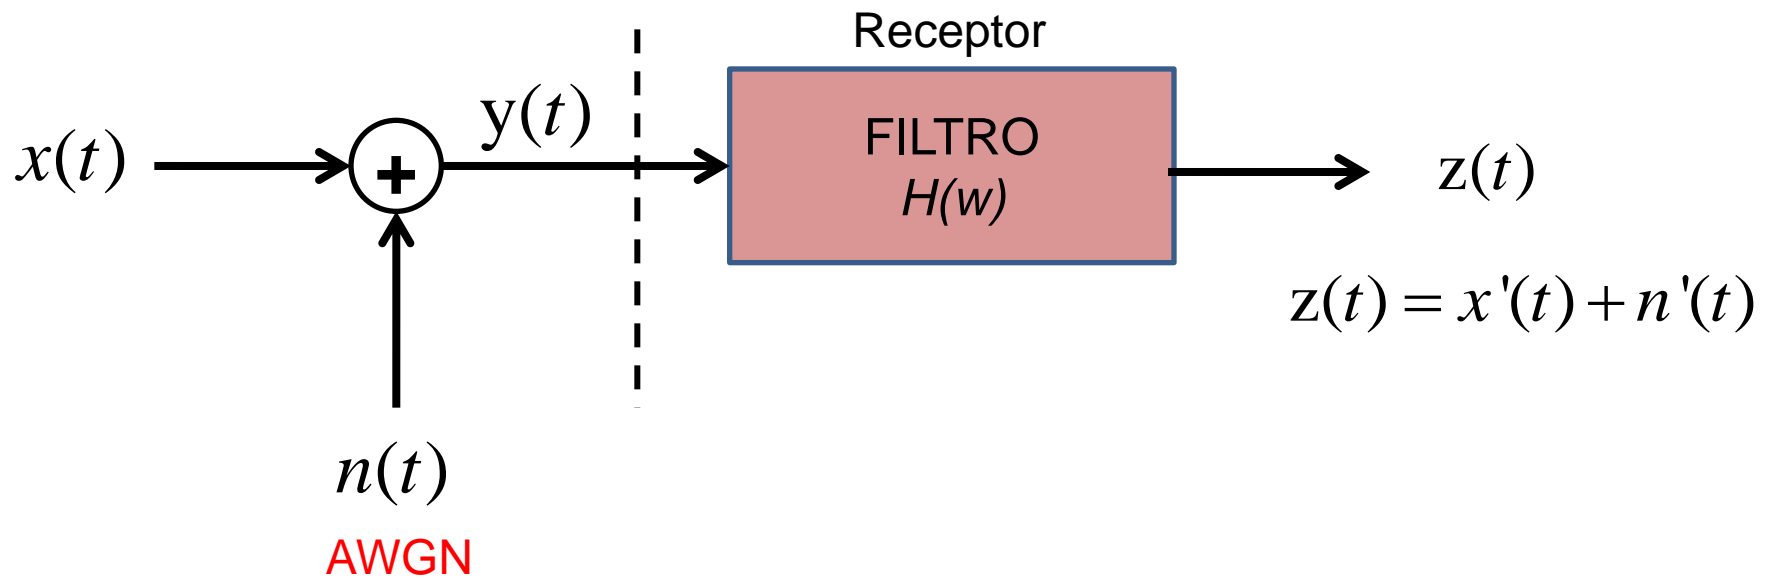 Receptor
x(t)
+
y(t)
FILTRO
H(w)
z(t)
z(t) = x'(t) + n'(t)
n(t)
AWGN